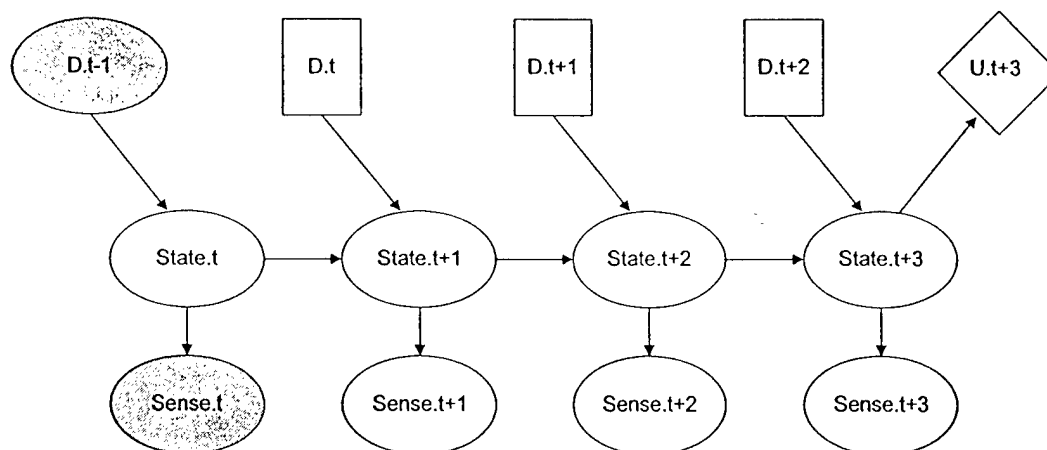 D.t-1
D.t
D.t+1
D.t+2
U.t+3
State.t
State.t+1
State.t+2
State.t+3
Sense.t
Sense.t+1
Sense.t+2
Sense.t+3